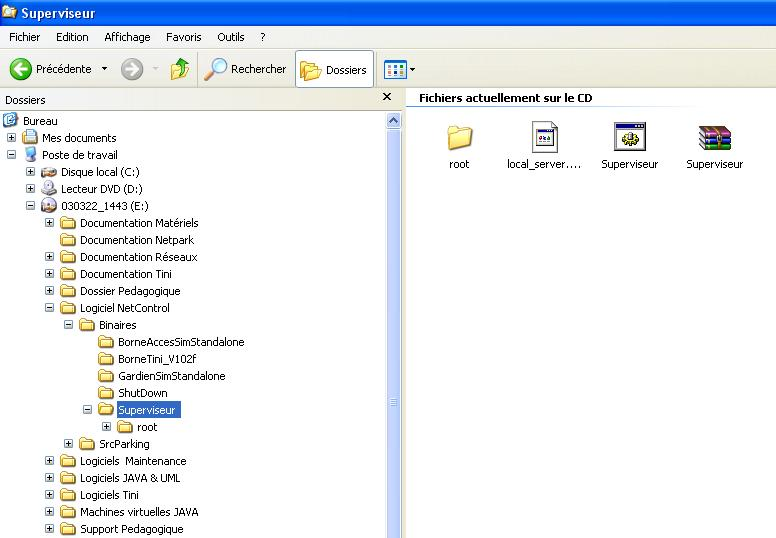 Superviseur
Fichier Edition Affichage Favoris Outils ?
Précédente Rechercher Dossiers
Dossiers
Bureau
Mes documents
Poste de travail
Disque local (C:)
Lecteur DVD (D:)
030322_1443 (E:)
Documentation Matériels
Documentation Netpark
Documentation Réseaux
Documentation Tini
Dossier Pedagogique
Logiciel NetControl
Binaires
BorneAccesSimStandalone
BorneTini_V102f
GardienSimStandalone
ShutDown
Superviseur
root
SrcParking
Logiciels Maintenance
Logiciels JAVA & UML
Logiciels Tini
Machines virtuelles JAVA
Support Pedagogique
Fichiers actuellement sur le CD
root local_server.... Superviseur Superviseur